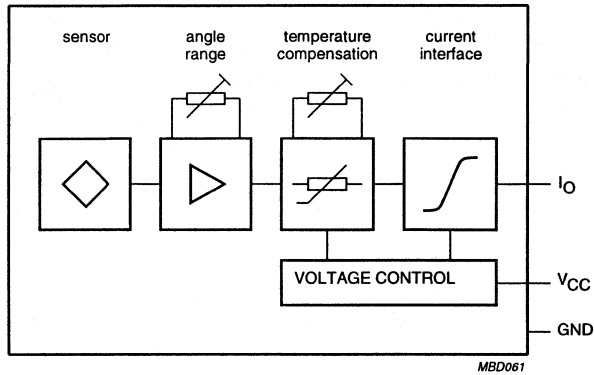 sensor
angle
range
temperature
compensation
current
interface
IO
VOLTAGE CONTROL
VCC
GND
MBD061